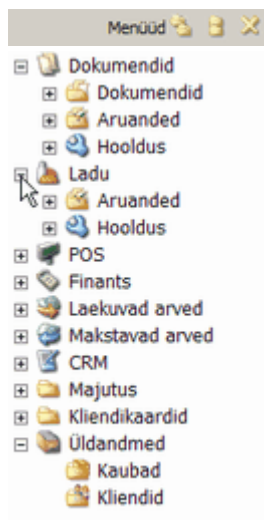 Menüüd
Dokumendid
Dokumendid
Aruanded
Hooldus
Ladu
Aruanded
Hooldus
POS
Finants
Laekuvad arved
Makstavad arved
CRM
Majutus
Kliendikaardid
Üldandmed
Kaubad
Kliendid